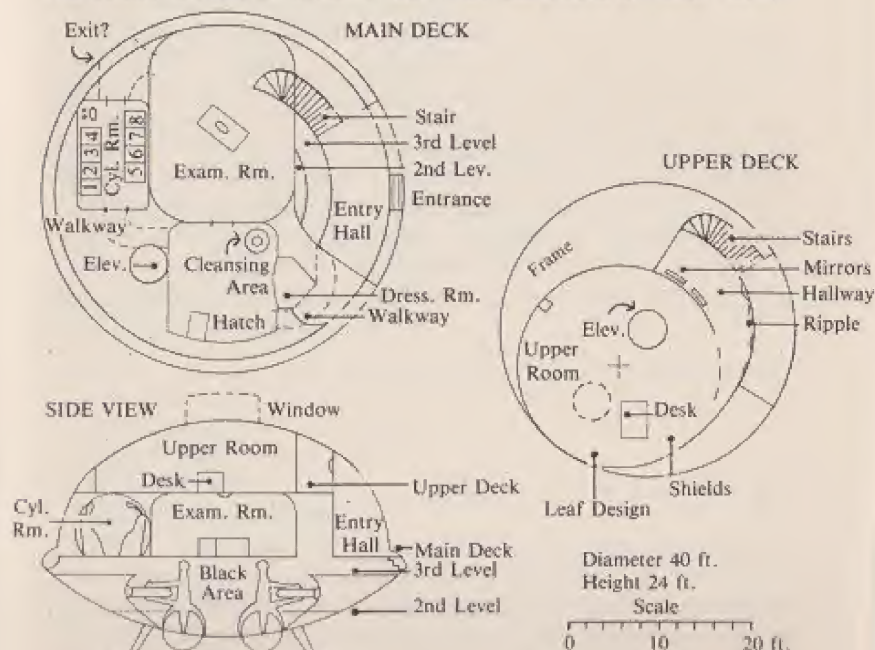 MAIN DECK
Exit?
Stair
3rd Level
2nd Lev.
Entrance
Exam. Rm.
Entry
Hall
Cyl. Rm.
1 2 3 4
5 6 7 8
Walkway
Elev.
Cleansing
Area
Dress. Rm.
Walkway
Hatch
UPPER DECK
Stairs
Mirrors
Hallway
Ripple
Frame
Elev.
Upper
Room
Desk
Shields
Leaf Design
SIDE VIEW
Window
Upper Room
Desk
Upper Deck
Cyl.
Rm.
Exam. Rm.
Entry
Hall
Main Deck
3rd Level
Black
Area
2nd Level
Diameter 40 ft.
Height 24 ft.
Scale
0 10 20 ft.